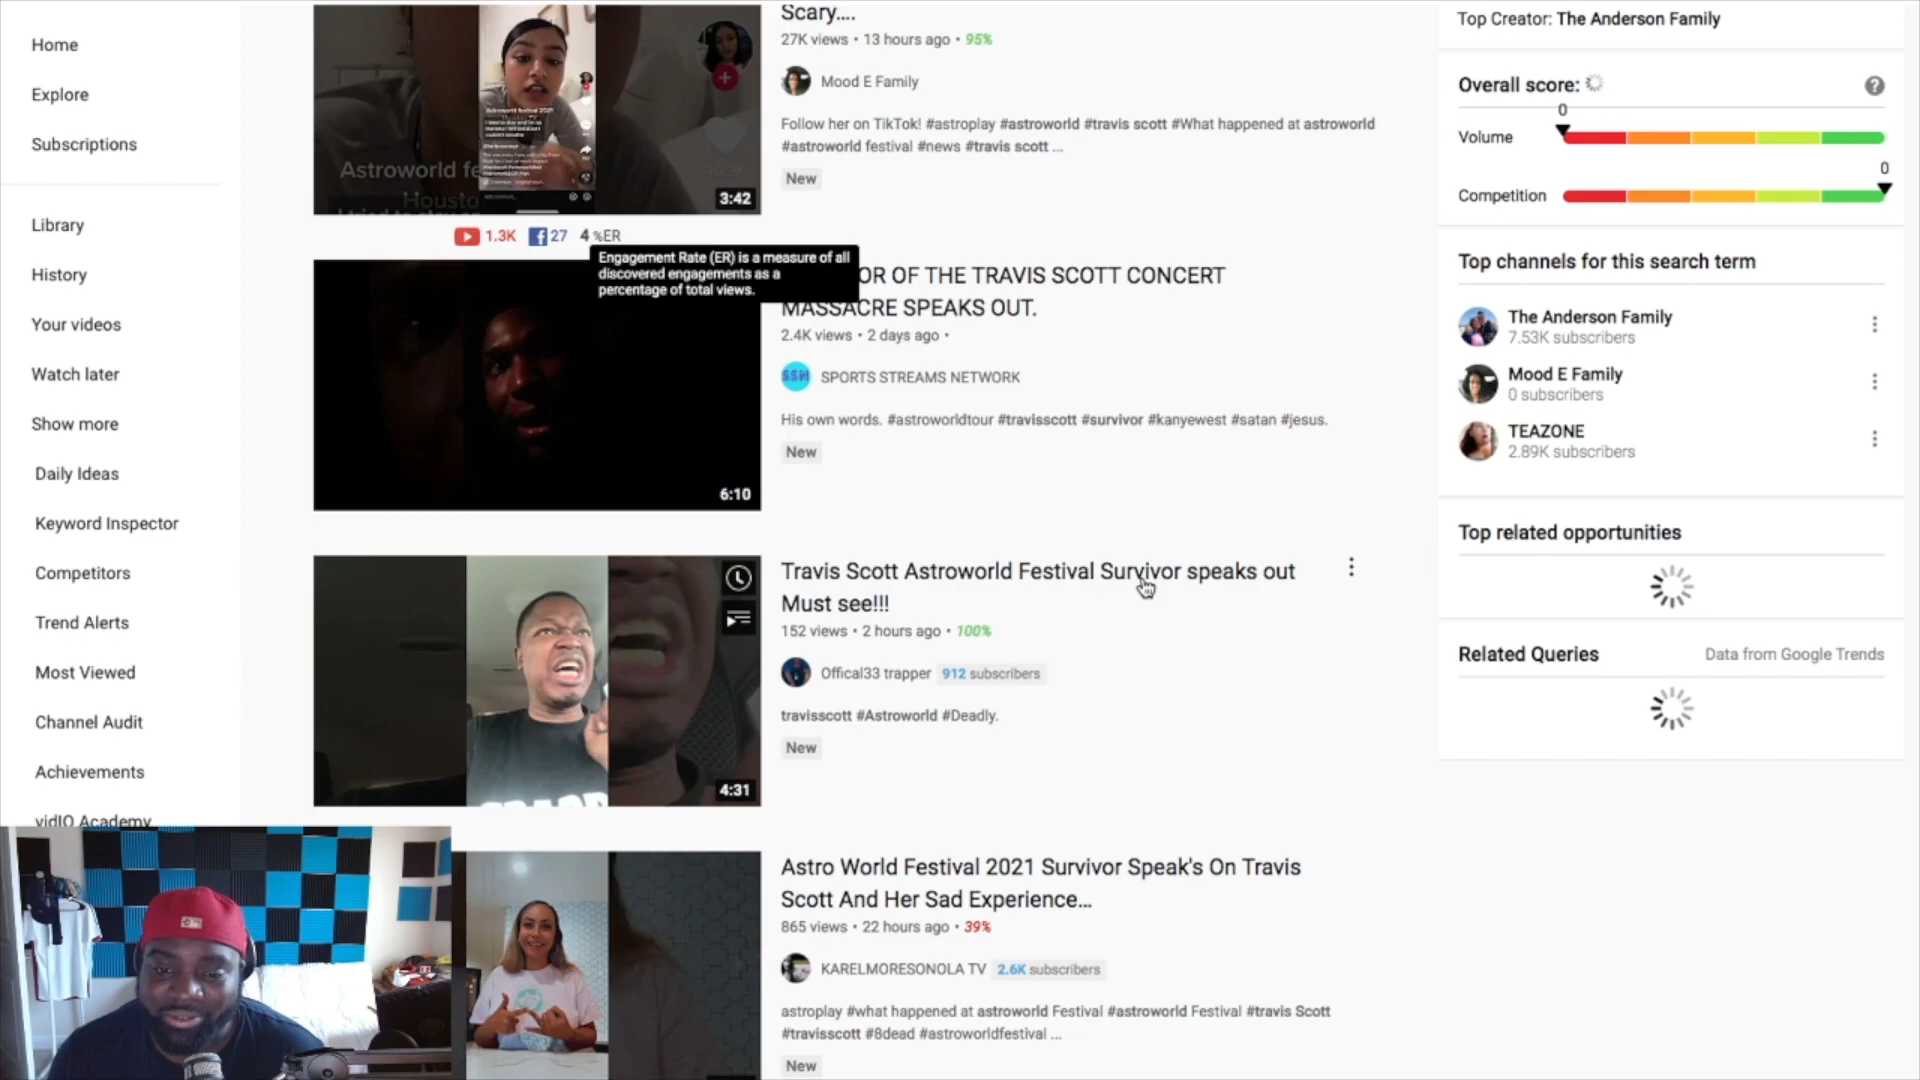 Home
Explore
Subscriptions
Library
History
Your videos
Watch later
Show more
Daily Ideas
Keyword Inspector
Competitors
Trend Alerts
Most Viewed
Channel Audit
Achievements
vidIQ Academy
Scary....
27K views • 13 hours ago • 95%
Mood E Family
Follow her on TikTok! #astroplay #astroworld #travis scott #What happened at astroworld
#astroworld festival #news #travis scott ...
New
Astroworld fe
Housto
Astroworld festival 2021
3:42
1.3K 27 4 %ER
Engagement Rate (ER) is a measure of all
discovered engagements as a
percentage of total views.
OR OF THE TRAVIS SCOTT CONCERT
MASSACRE SPEAKS OUT.
2.4K views • 2 days ago •
SPORTS STREAMS NETWORK
His own words. #astroworldtour #travisscott #survivor #kanyewest #satan #jesus.
New
6:10
Travis Scott Astroworld Festival Survivor speaks out
Must see!!!
152 views • 2 hours ago • 100%
Offical33 trapper 912 subscribers
travisscott #Astroworld #Deadly.
New
4:31
Astro World Festival 2021 Survivor Speak's On Travis
Scott And Her Sad Experience...
865 views • 22 hours ago • 39%
KARELMORESONOLA TV 2.6K subscribers
astroplay #what happened at astroworld Festival #astroworld Festival #travis Scott
#travisscott #8dead #astroworldfestival ...
New
Top Creator: The Anderson Family
Overall score:
?
0
Volume
0
Competition
Top channels for this search term
The Anderson Family
7.53K subscribers
Mood E Family
0 subscribers
TEAZONE
2.89K subscribers
Top related opportunities
Related Queries Data from Google Trends